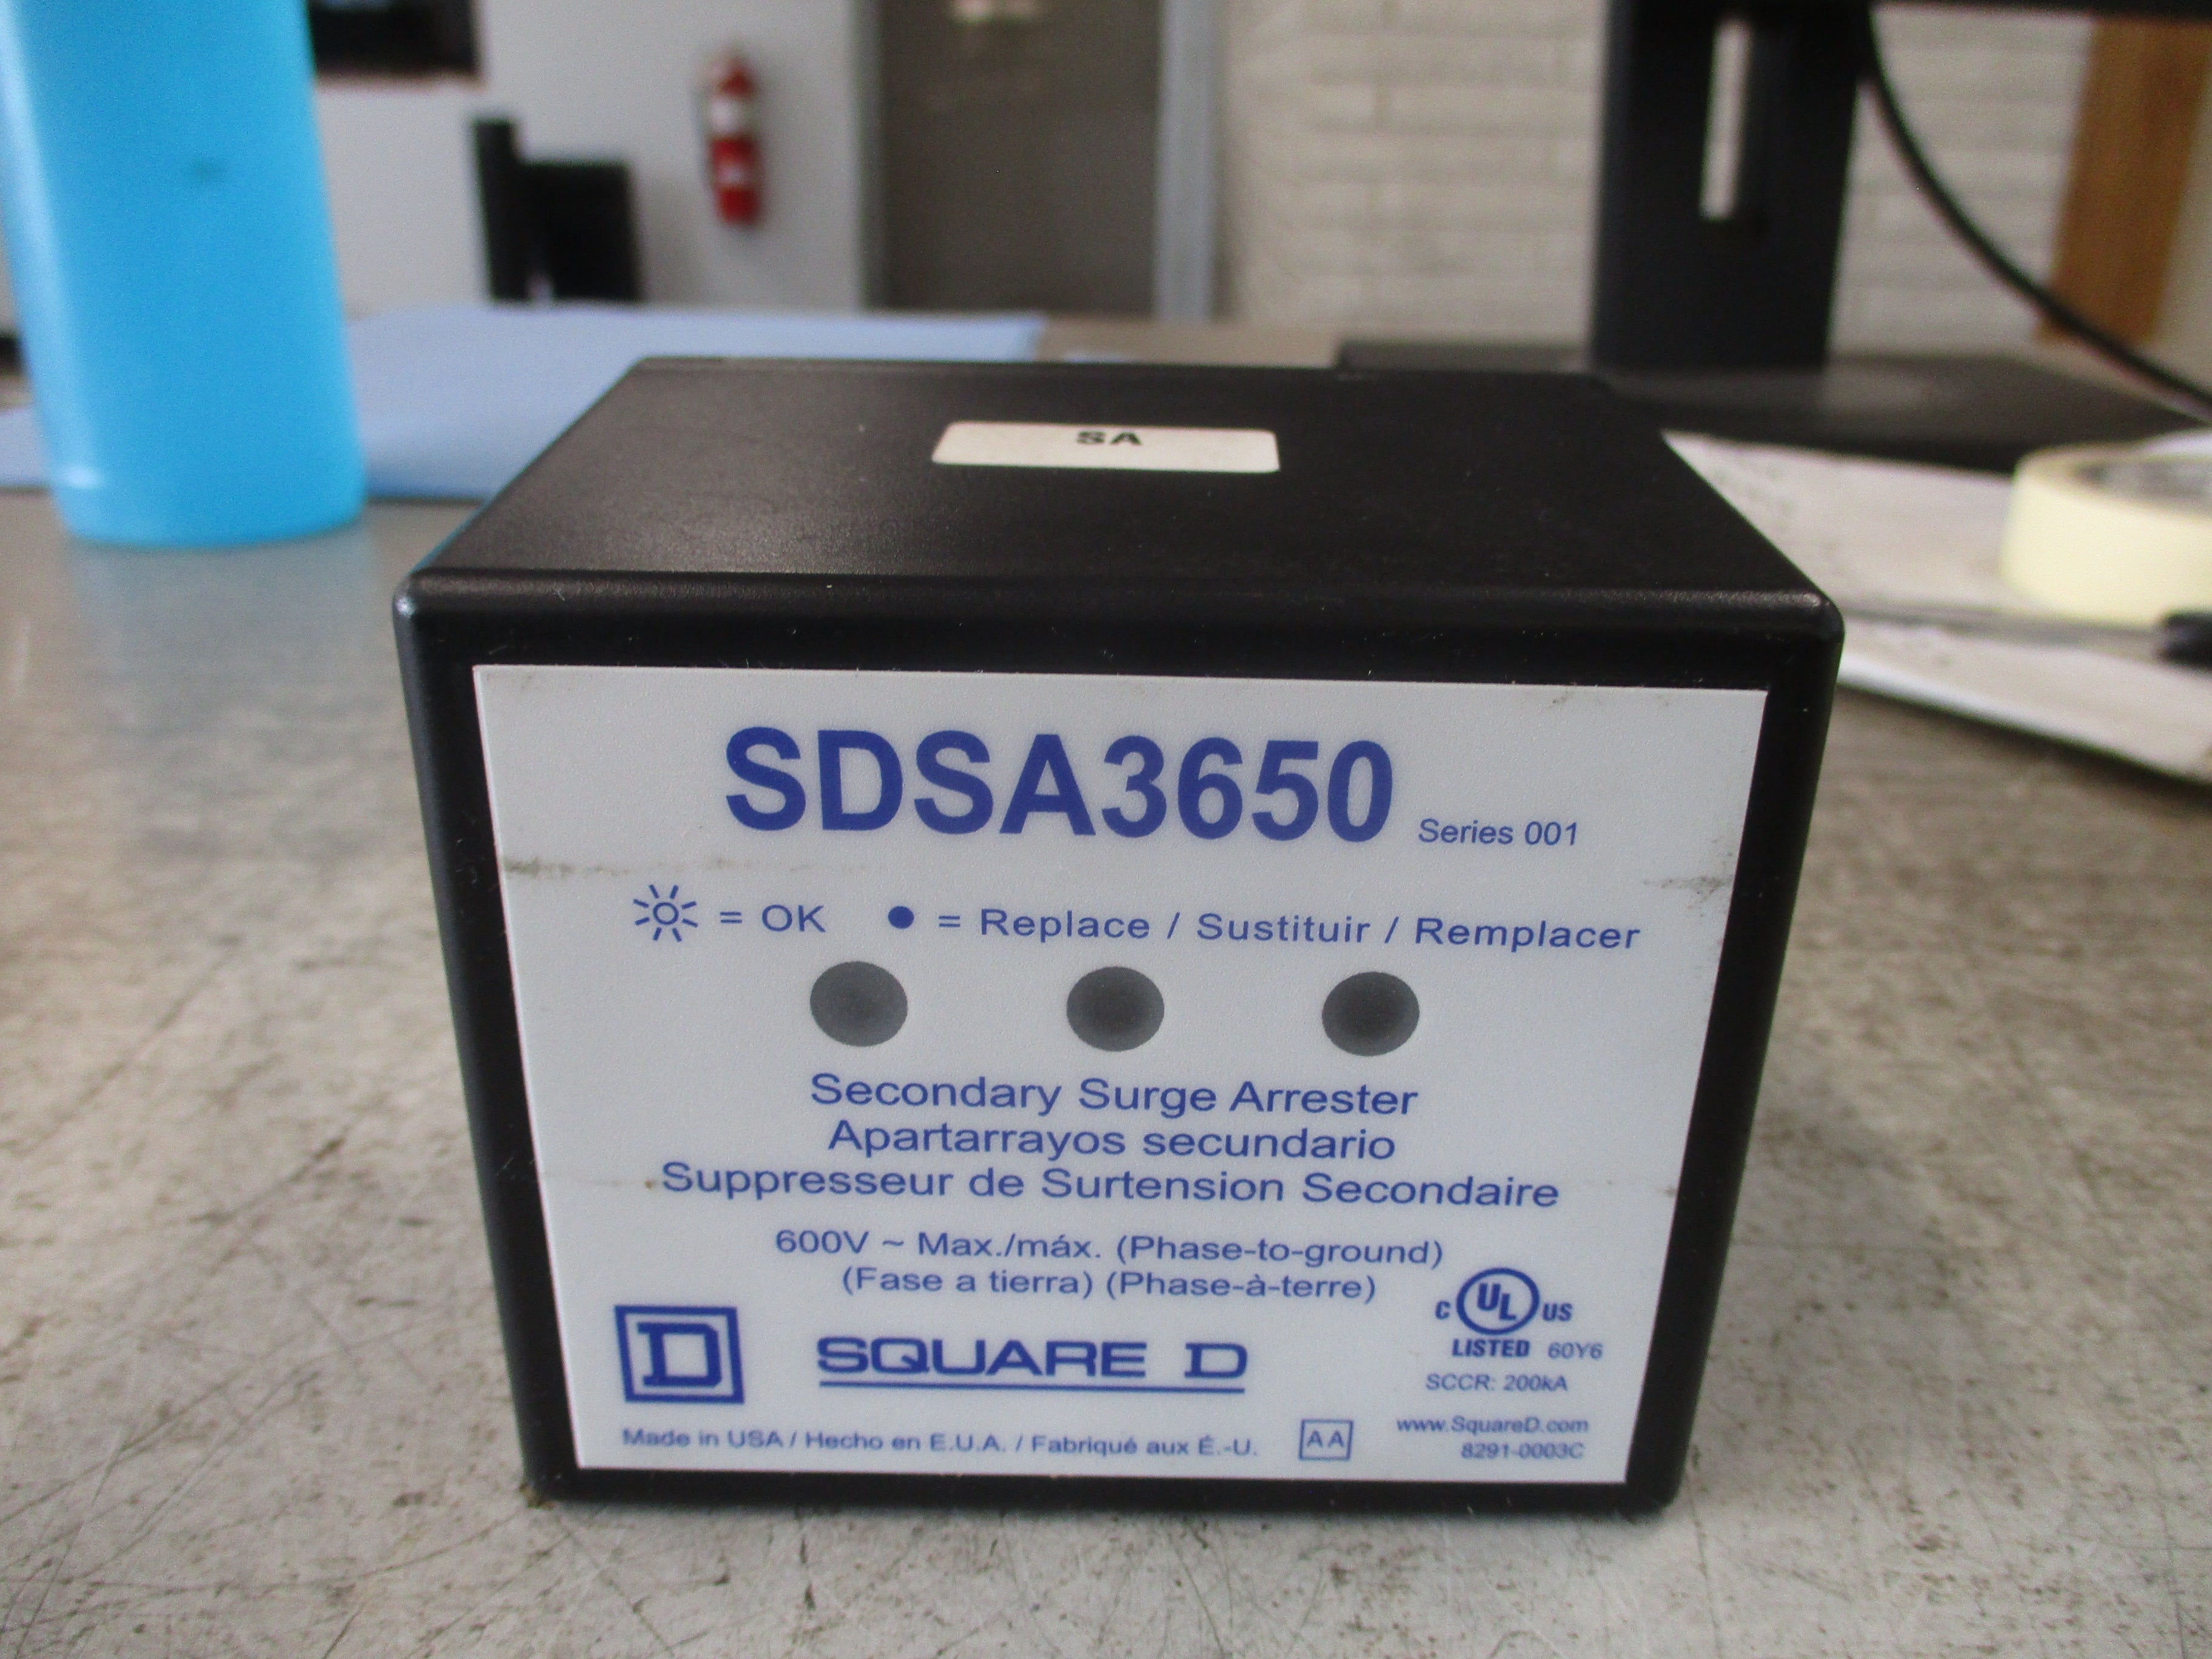 SA
SDSA3650 Series 001
= OK = Replace / Sustituir / Remplacer
Secondary Surge Arrester
Apartarrayos secundario
Suppresseur de Surtension Secondaire
600V ~ Max./máx. (Phase-to-ground)
(Fase a tierra) (Phase-à-terre)
C UL US
LISTED 60Y6
SCCR: 200kA
D SQUARE D
Made in USA / Hecho en E.U.A. / Fabriqué aux É.-U.
AA
www.SquareD.com
8291-0003C